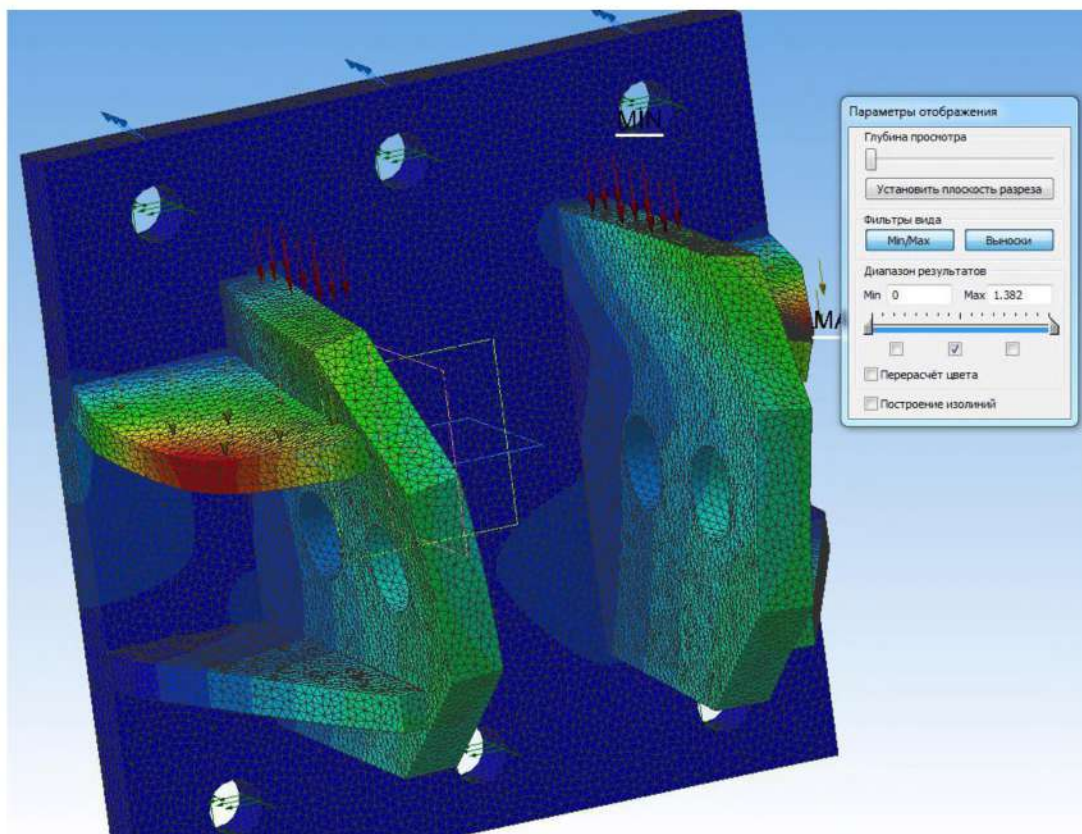 MIN
MA
Параметры отображения
Глубина просмотра
Установить плоскость разреза
Фильтры вида
Min/Max Выноски
Диапазон результатов
Min 0 Max 1.382
Перерасчёт цвета
Построение изолиний